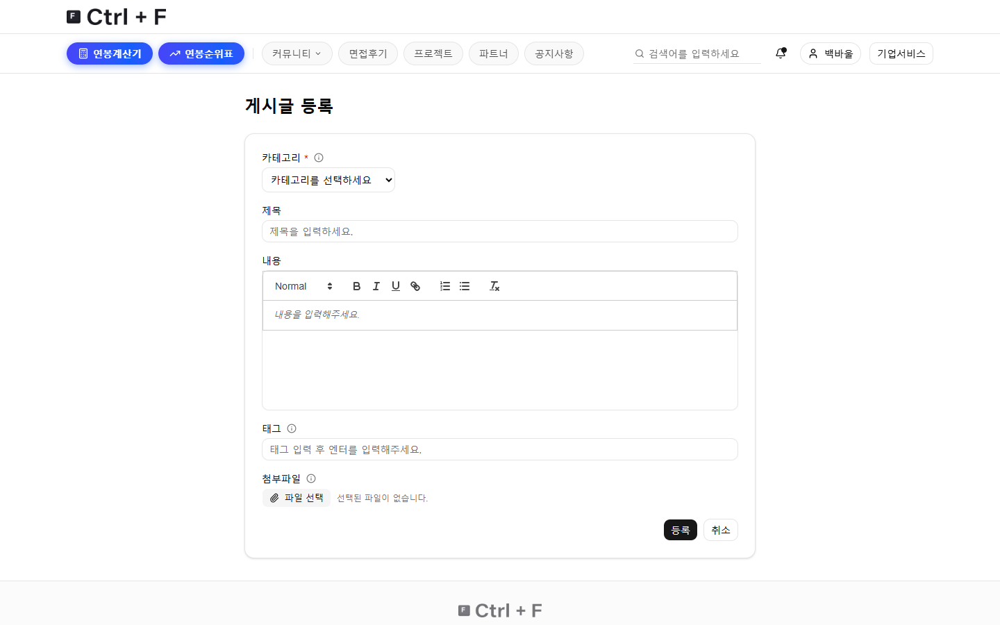 F Ctrl + F
연봉계산기 연봉순위표 커뮤니티 면접후기 프로젝트 파트너 공지사항 검색어를 입력하세요 백바울 기업서비스
게시글 등록
카테고리 *
카테고리를 선택하세요
제목
제목을 입력하세요.
내용
Normal B I U
내용을 입력해주세요.
태그
태그 입력 후 엔터를 입력해주세요.
첨부파일
파일 선택 선택된 파일이 없습니다.
등록 취소
F Ctrl + F